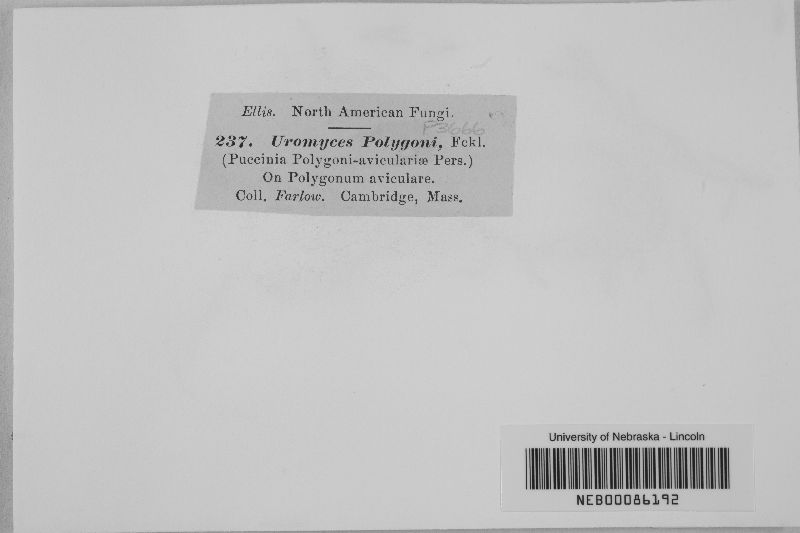 Ellis. North American Fungi.
F3666
237. Uromyces Polygoni, Fckl.
(Puccinia Polygoni-aviculariæ Pers.)
On Polygonum aviculare.
Coll. Farlow. Cambridge, Mass.
University of Nebraska - Lincoln
NEB00086192